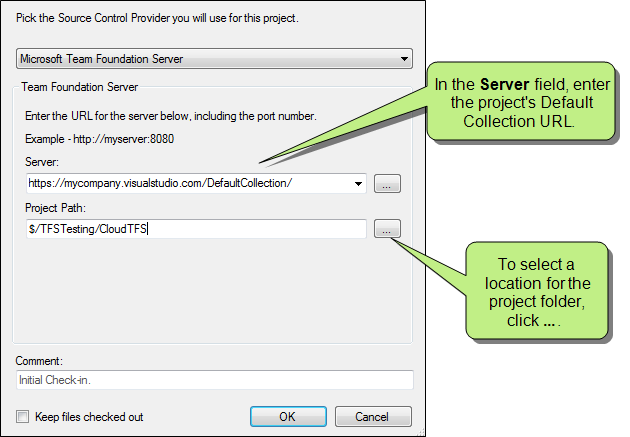 Pick the Source Control Provider you will use for this project.
Microsoft Team Foundation Server
Team Foundation Server
Enter the URL for the server below, including the port number.
Example - http://myserver:8080
Server:
https://mycompany.visualstudio.com/DefaultCollection/
...
Project Path:
$/TFSTesting/CloudTFS
...
Comment:
Initial Check-in.
Keep files checked out
OK
Cancel
In the Server field, enter
the project's Default
Collection URL.
To select a
location for the
project folder,
click ... .